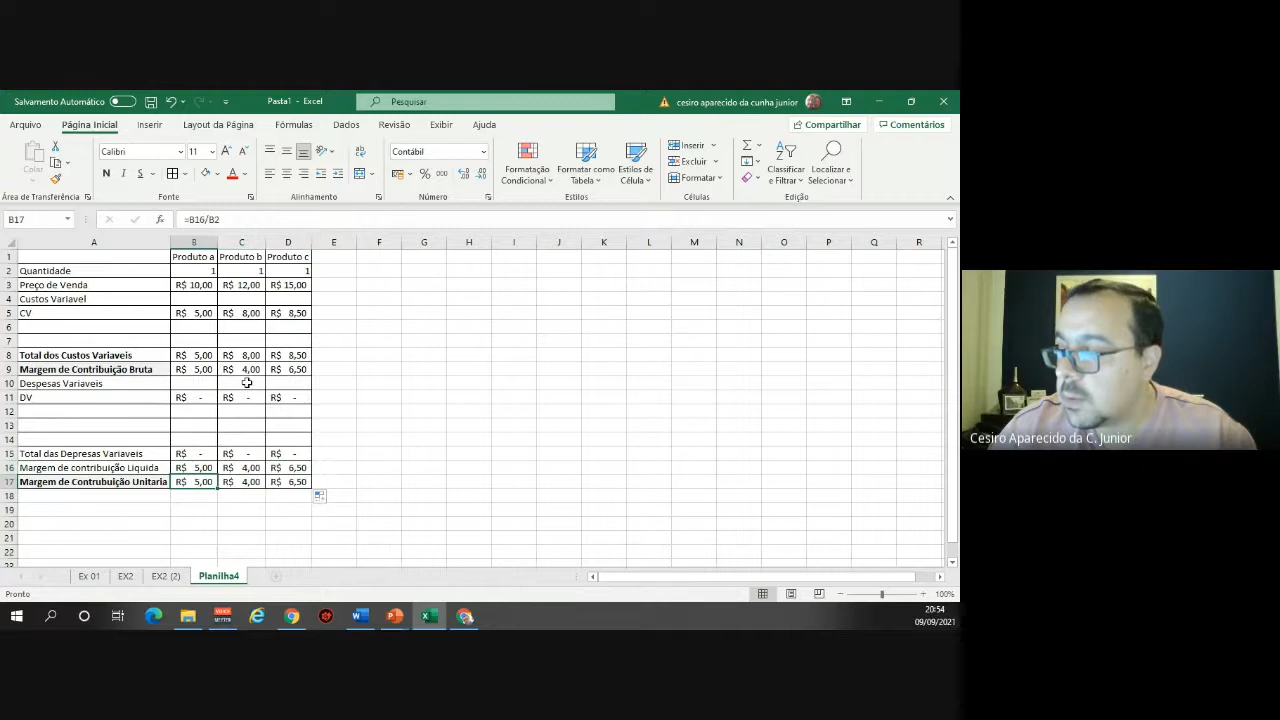 Salvamento Automático
Pasta1 - Excel
Pesquisar
cesiro aparecido da cunha junior
Arquivo Página Inicial Inserir Layout da Página Fórmulas Dados Revisão Exibir Ajuda
Compartilhar Comentários
Colar
Calibri 11
N I S
Contábil
% 000
Formatação Condicional
Formatar como Tabela
Estilos de Célula
Inserir
Excluir
Formatar
Classificar e Filtrar
Localizar e Selecionar
Área de Transferência Fonte Alinhamento Número Estilos Células Edição
B17 fx =B16/B2
A B C D E F G H I J K L M N O P Q R
1 Produto a Produto b Produto c
2 Quantidade 1 1 1
3 Preço de Venda R$ 10,00 R$ 12,00 R$ 15,00
4 Custos Variavel
5 CV R$ 5,00 R$ 8,00 R$ 8,50
6
7
8 Total dos Custos Variaveis R$ 5,00 R$ 8,00 R$ 8,50
9 Margem de Contribuição Bruta R$ 5,00 R$ 4,00 R$ 6,50
10 Despesas Variaveis
11 DV R$ - R$ - R$ -
12
13
14
15 Total das Depresas Variaveis R$ - R$ - R$ -
16 Margem de contribuição Liquida R$ 5,00 R$ 4,00 R$ 6,50
17 Margem de Contrubuição Unitaria R$ 5,00 R$ 4,00 R$ 6,50
18
19
20
21
22
23
Ex 01 EX2 EX2 (2) Planilha4
Pronto
100%
20:54
09/09/2021
Cesiro Aparecido da C. Junior